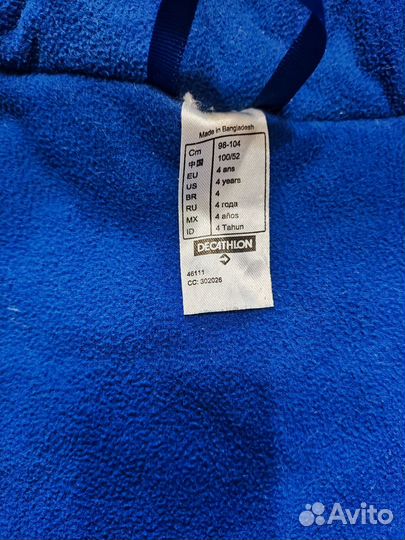 Made in Bangladesh
Cm 98-104
中国 100/52
EU 4 ans
US 4 years
BR 4
RU 4 года
MX 4 años
ID 4 Tahun
DECATHLON
46111
CC: 302026
Avito